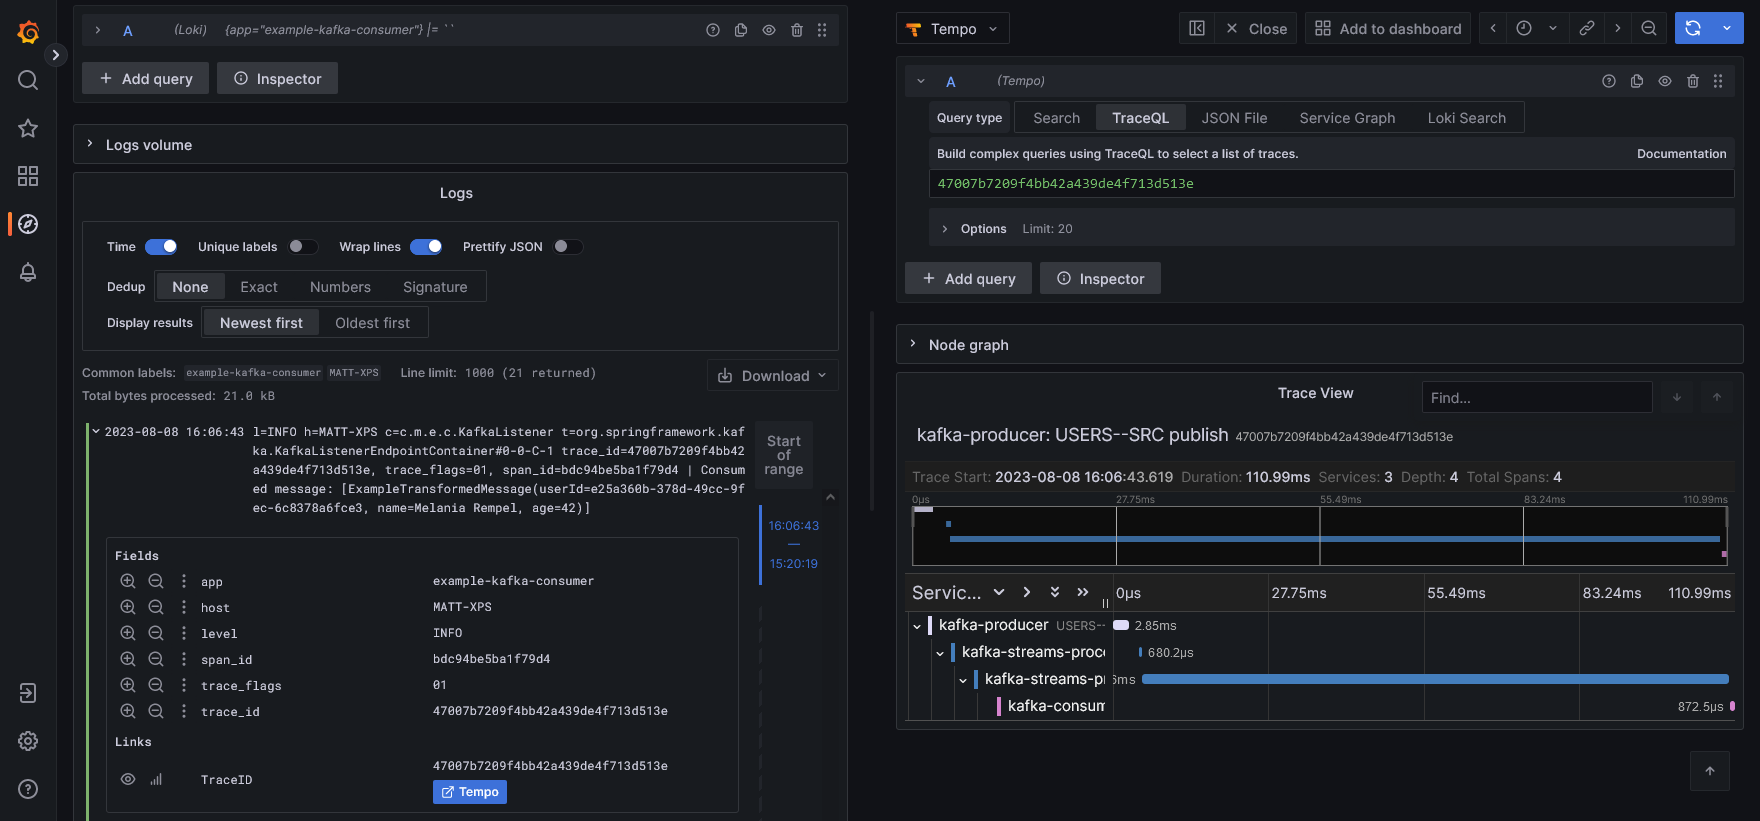 A (Loki) {app="example-kafka-consumer"} |= ``
+ Add query Inspector
Logs volume
Logs
Time Unique labels Wrap lines Prettify JSON
Dedup None Exact Numbers Signature
Display results Newest first Oldest first
Common labels: example-kafka-consumer MATT-XPS Line limit: 1000 (21 returned)
Total bytes processed: 21.0 kB
Download
2023-08-08 16:06:43 l=INFO h=MATT-XPS c=c.m.e.c.KafkaListener t=org.springframework.kaf
ka.KafkaListenerEndpointContainer#0-0-C-1 trace_id=47007b7209f4bb42
a439de4f713d513e, trace_flags=01, span_id=bdc94be5ba1f79d4 | Consum
ed message: [ExampleTransformedMessage(userId=e25a360b-378d-49cc-9f
ec-6c8378a6fce3, name=Melania Rempel, age=42)]
Start
of
range
16:06:43
—
15:20:19
Fields
app example-kafka-consumer
host MATT-XPS
level INFO
span_id bdc94be5ba1f79d4
trace_flags 01
trace_id 47007b7209f4bb42a439de4f713d513e
Links
TraceID 47007b7209f4bb42a439de4f713d513e
Tempo
Tempo
Close Add to dashboard
A (Tempo)
Query type Search TraceQL JSON File Service Graph Loki Search
Build complex queries using TraceQL to select a list of traces. Documentation
47007b7209f4bb42a439de4f713d513e
Options Limit: 20
+ Add query Inspector
Node graph
Trace View Find...
kafka-producer: USERS--SRC publish 47007b7209f4bb42a439de4f713d513e
Trace Start: 2023-08-08 16:06:43.619 Duration: 110.99ms Services: 3 Depth: 4 Total Spans: 4
0μs 27.75ms 55.49ms 83.24ms 110.99ms
Servic... 0μs 27.75ms 55.49ms 83.24ms 110.99ms
kafka-producer USERS-- 2.85ms
kafka-streams-proc 680.2μs
kafka-streams-p 6ms
kafka-consum 872.5μs